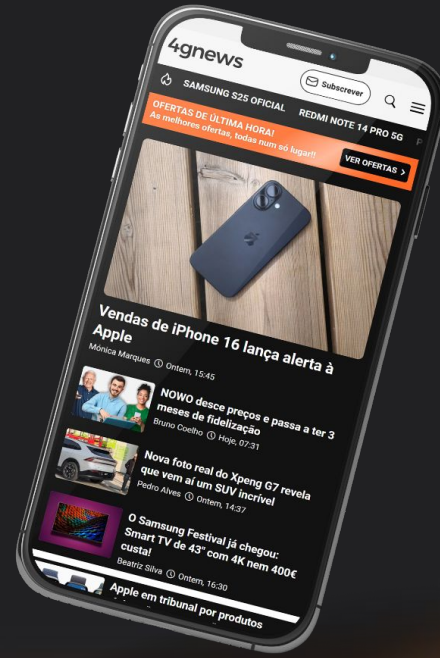 4gnews
Subscrever
SAMSUNG S25 OFICIAL REDMI NOTE 14 PRO 5G
OFERTAS DE ÚLTIMA HORA!
As melhores ofertas, todas num só lugar!!
VER OFERTAS
Vendas de iPhone 16 lança alerta à
Apple
Mónica Marques Ontem, 15:45
NOWO desce preços e passa a ter 3
meses de fidelização
Bruno Coelho Hoje, 07:31
Nova foto real do Xpeng G7 revela
que vem aí um SUV incrível
Pedro Alves Ontem, 14:37
O Samsung Festival já chegou:
Smart TV de 43" com 4K nem 400€
custa!
Beatriz Silva Ontem, 16:30
Apple em tribunal por produtos